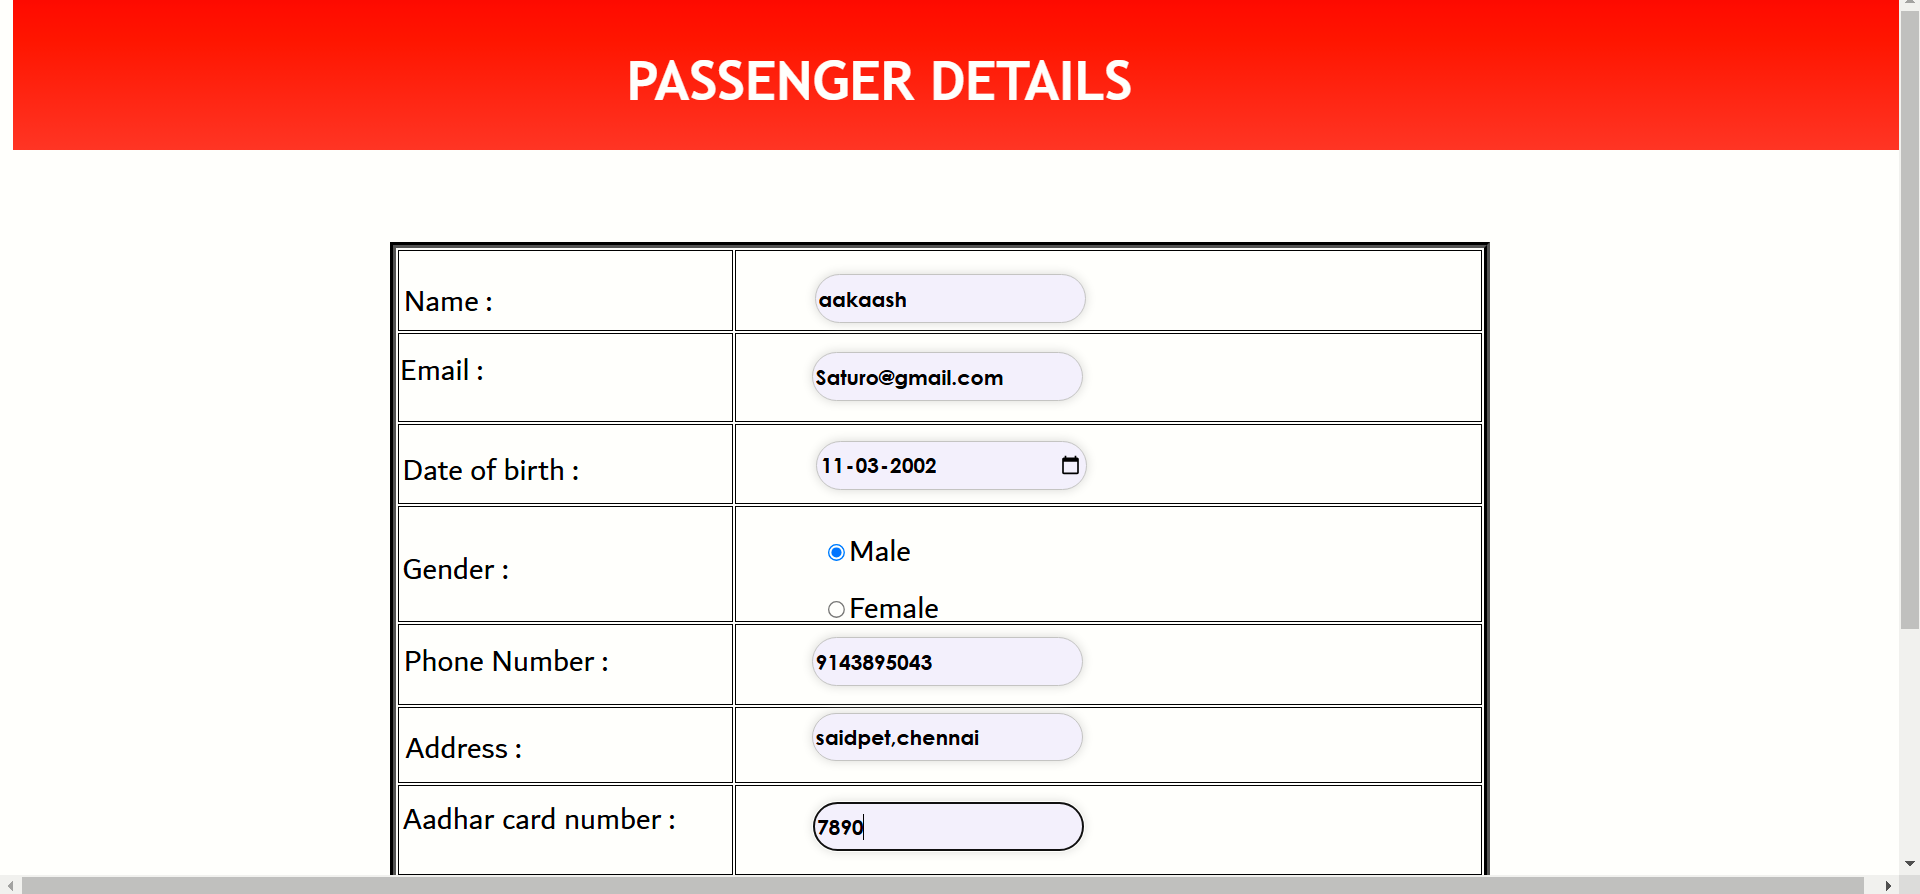 PASSENGER DETAILS
Name :
aakaash
Email :
Saturo@gmail.com
Date of birth :
11-03-2002
Gender :
Male
Female
Phone Number :
9143895043
Address :
saidpet,chennai
Aadhar card number :
7890